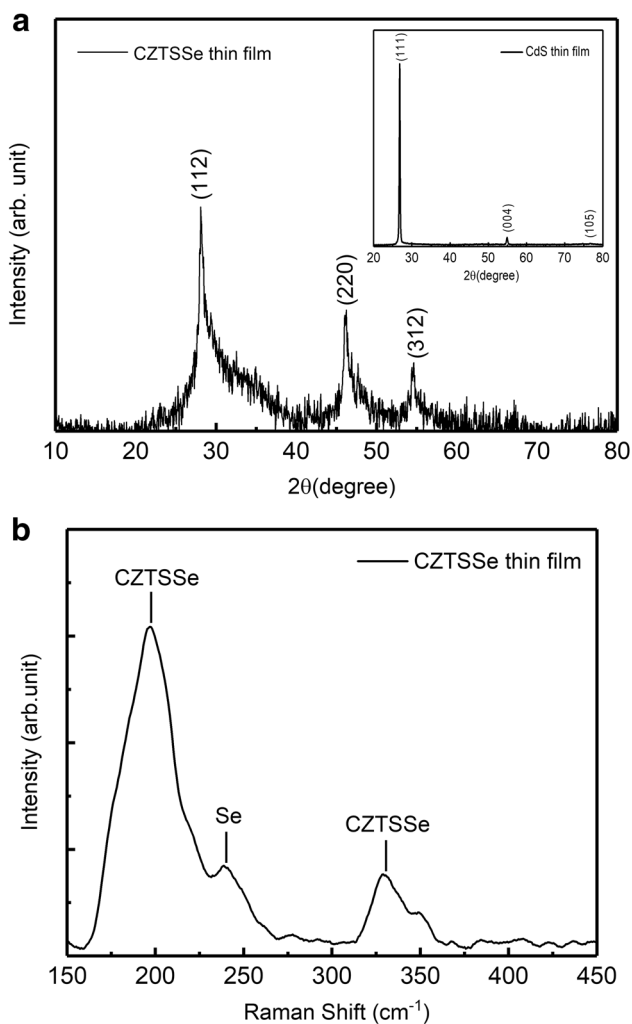 a
CZTSSe thin film
Intensity (arb. unit)
(112)
(220)
(312)
10 20 30 40 50 60 70 80
2θ(degree)
CdS thin film
(111)
(004)
(105)
20 30 40 50 60 70 80
2θ(degree)
b
CZTSSe thin film
Intensity (arb.unit)
CZTSSe
Se
CZTSSe
150 200 250 300 350 400 450
Raman Shift (cm⁻¹)